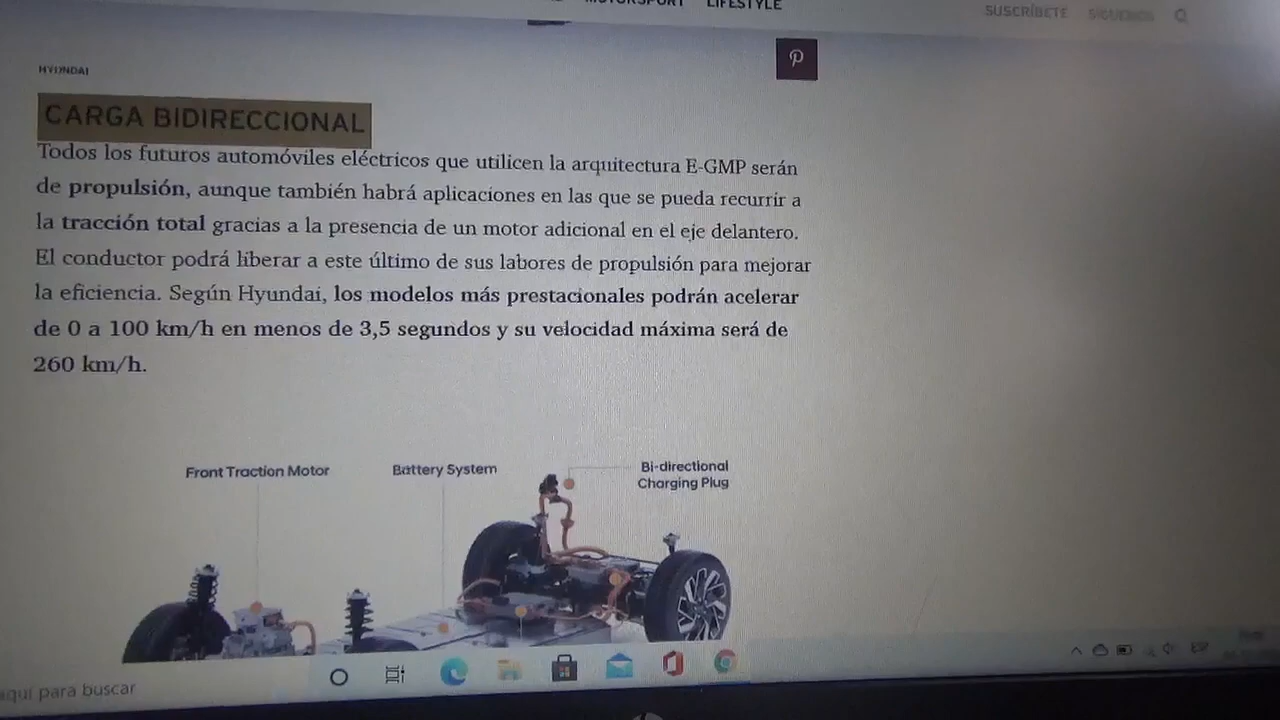 LIFESTYLE
SUSCRÍBETE SÍGUENOS
HYUNDAI
CARGA BIDIRECCIONAL
Todos los futuros automóviles eléctricos que utilicen la arquitectura E-GMP serán
de propulsión, aunque también habrá aplicaciones en las que se pueda recurrir a
la tracción total gracias a la presencia de un motor adicional en el eje delantero.
El conductor podrá liberar a este último de sus labores de propulsión para mejorar
la eficiencia. Según Hyundai, los modelos más prestacionales podrán acelerar
de 0 a 100 km/h en menos de 3,5 segundos y su velocidad máxima será de
260 km/h.
Front Traction Motor
Battery System
Bi-directional
Charging Plug
aquí para buscar